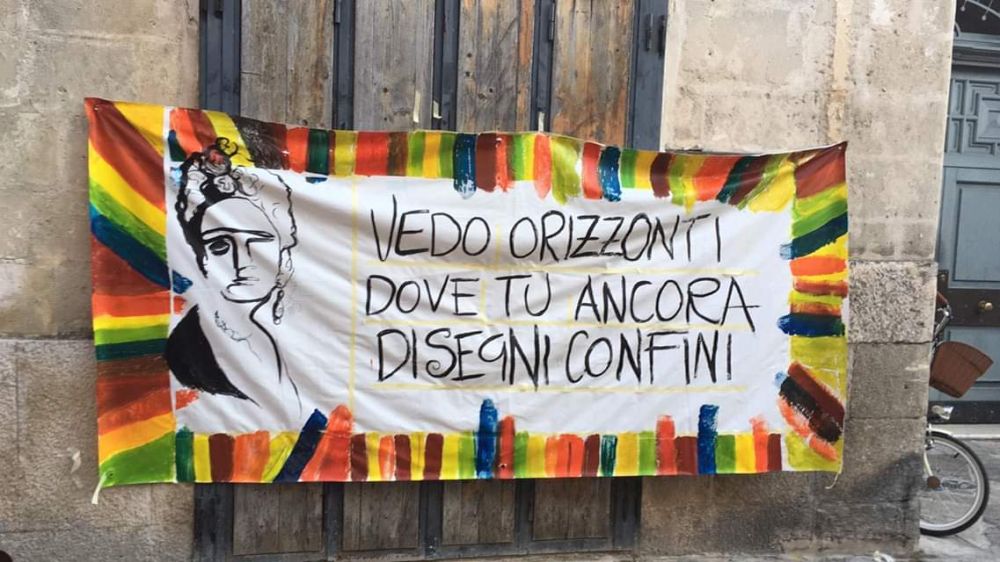 VEDO ORIZZONTI
DOVE TU ANCORA
DISEGNI CONFINI